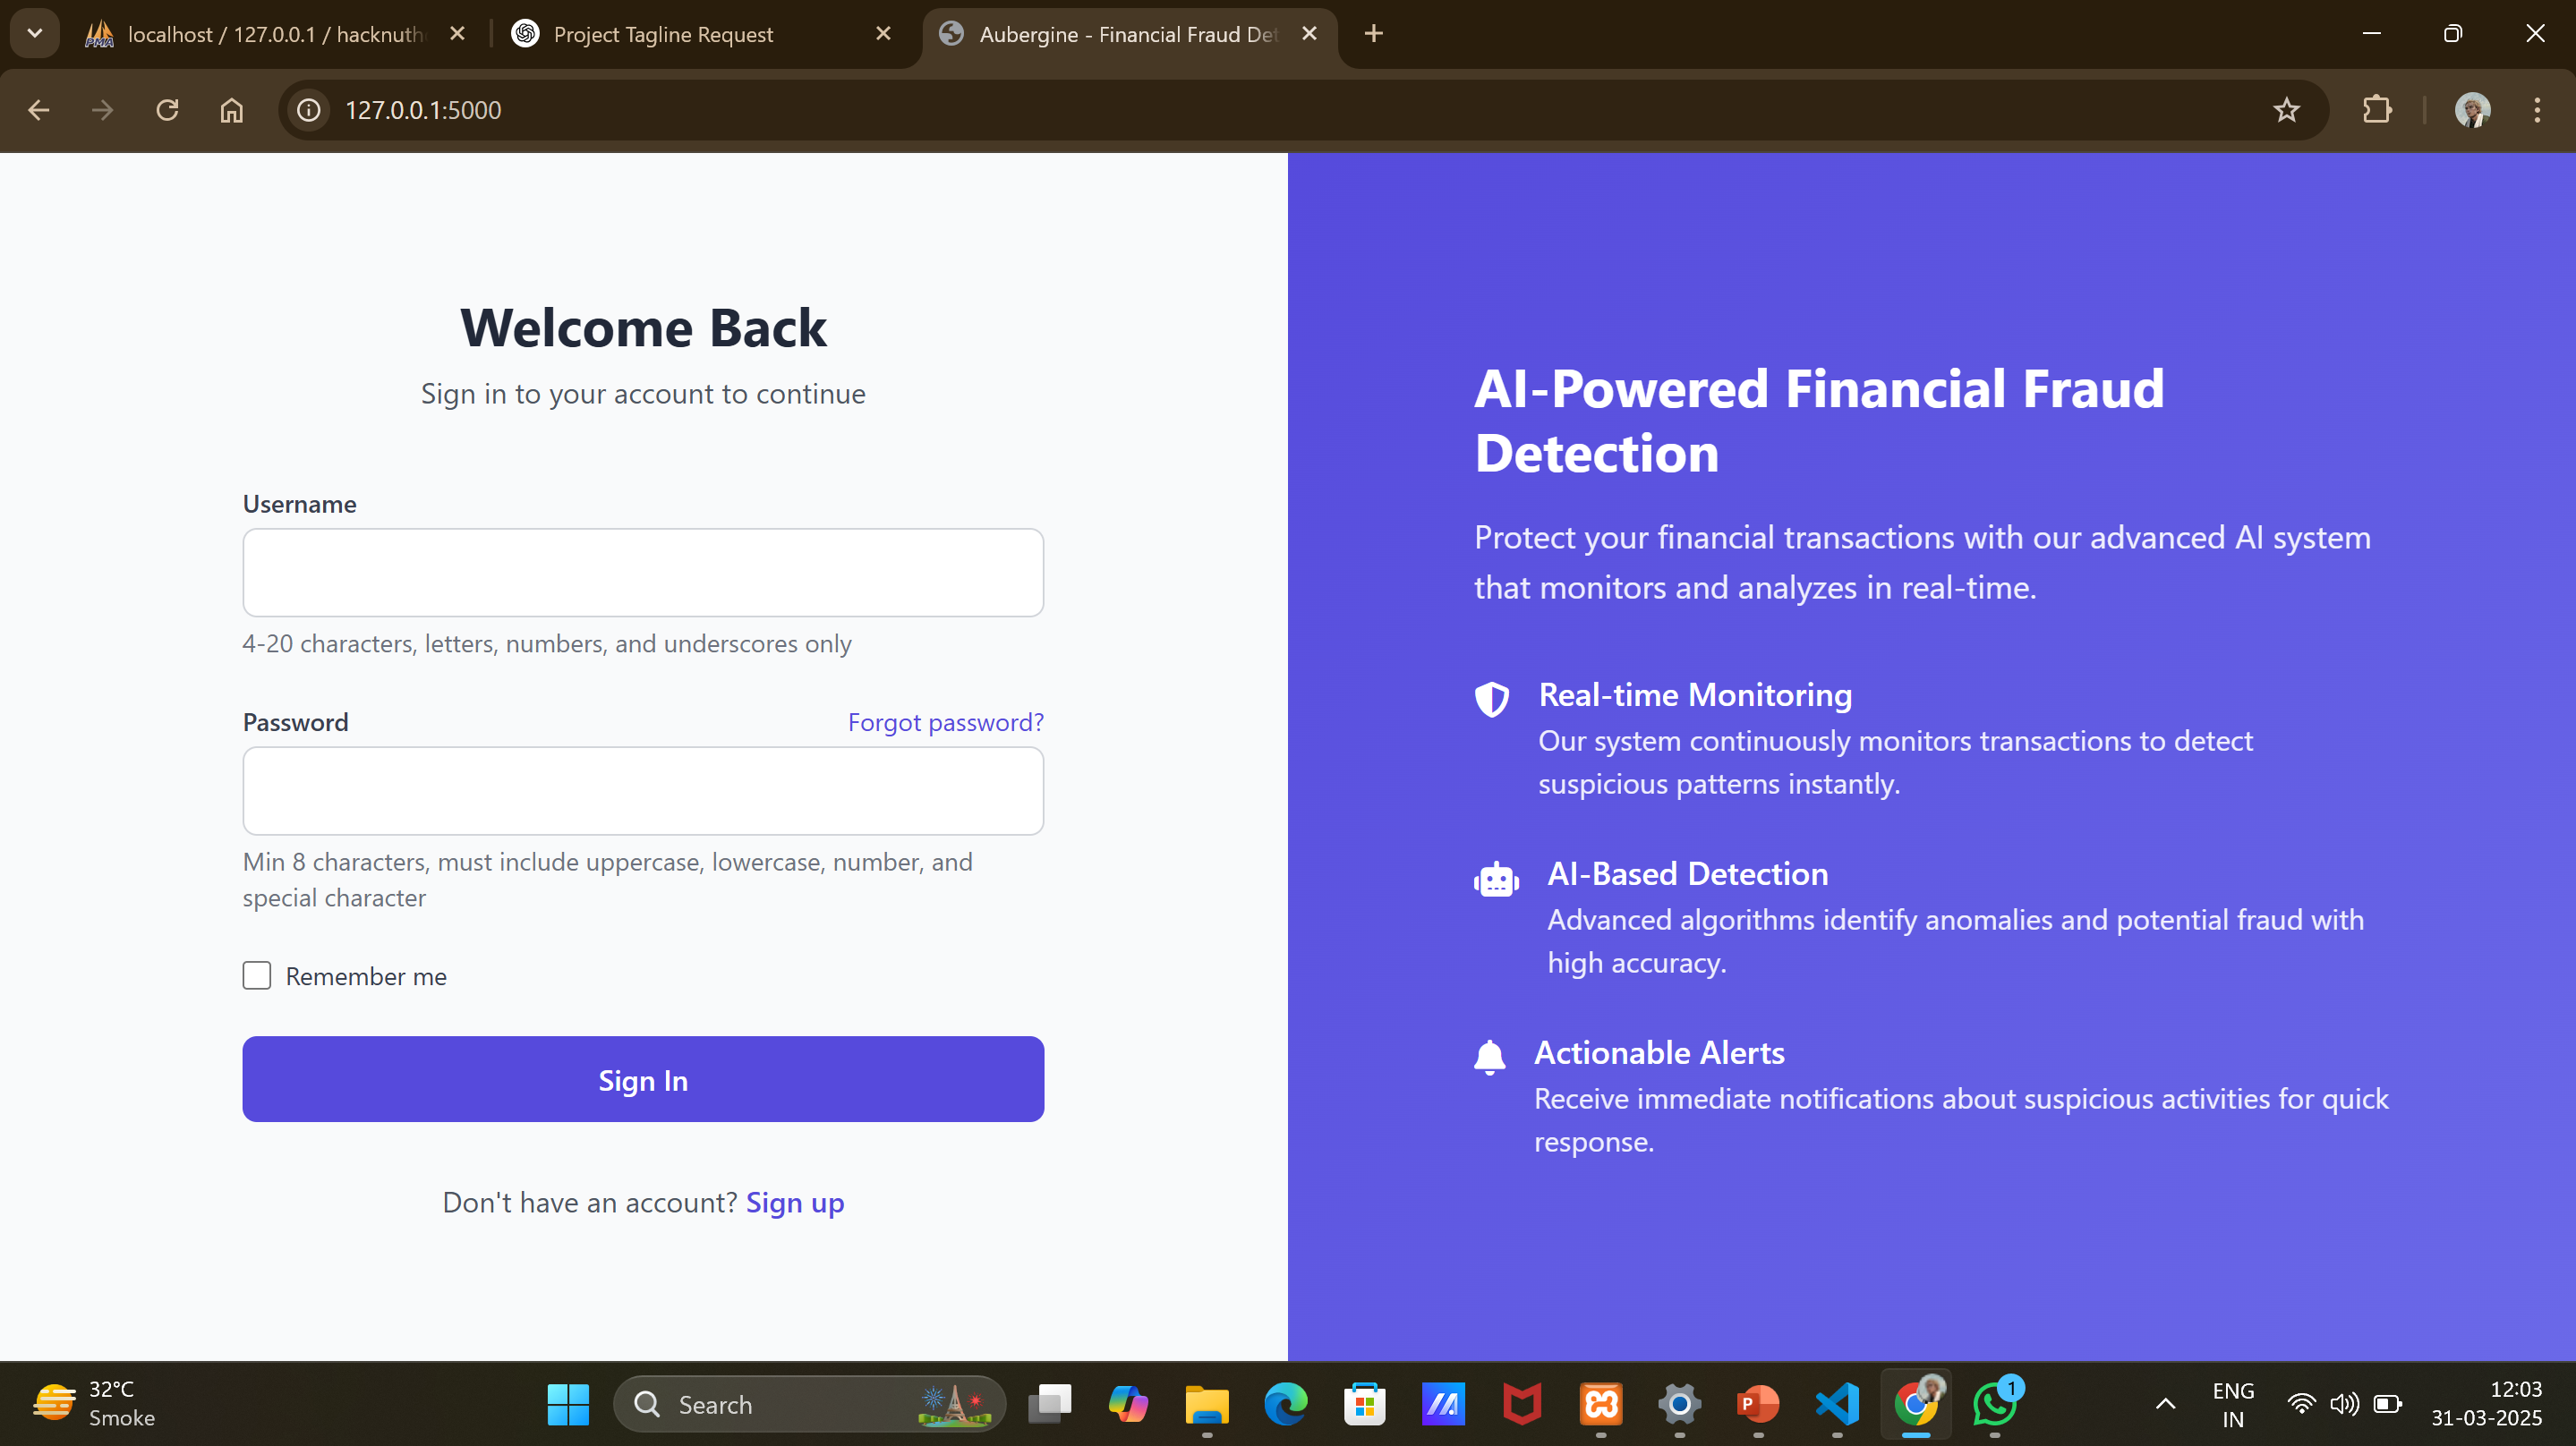 localhost / 127.0.0.1 / hacknuth
Project Tagline Request
Aubergine - Financial Fraud Det
127.0.0.1:5000
Welcome Back
Sign in to your account to continue
Username
4-20 characters, letters, numbers, and underscores only
Password
Forgot password?
Min 8 characters, must include uppercase, lowercase, number, and
special character
Remember me
Sign In
Don't have an account? Sign up
AI-Powered Financial Fraud
Detection
Protect your financial transactions with our advanced AI system
that monitors and analyzes in real-time.
Real-time Monitoring
Our system continuously monitors transactions to detect
suspicious patterns instantly.
AI-Based Detection
Advanced algorithms identify anomalies and potential fraud with
high accuracy.
Actionable Alerts
Receive immediate notifications about suspicious activities for quick
response.
32°C
Smoke
Search
1
ENG
IN
12:03
31-03-2025